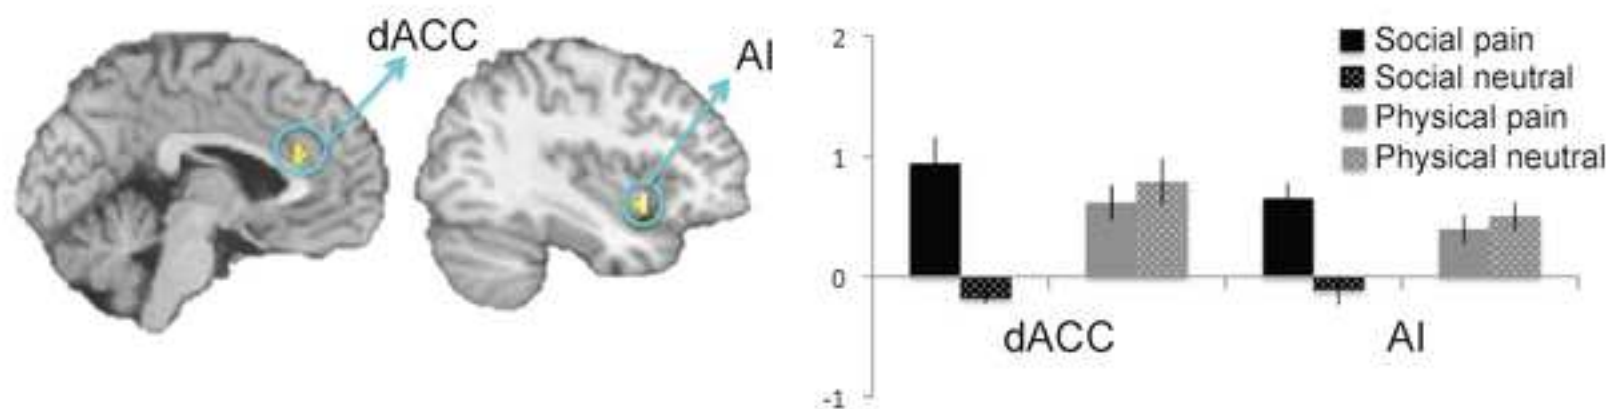 dACC
AI
2
1
0
-1
Social pain
Social neutral
Physical pain
Physical neutral
dACC
AI